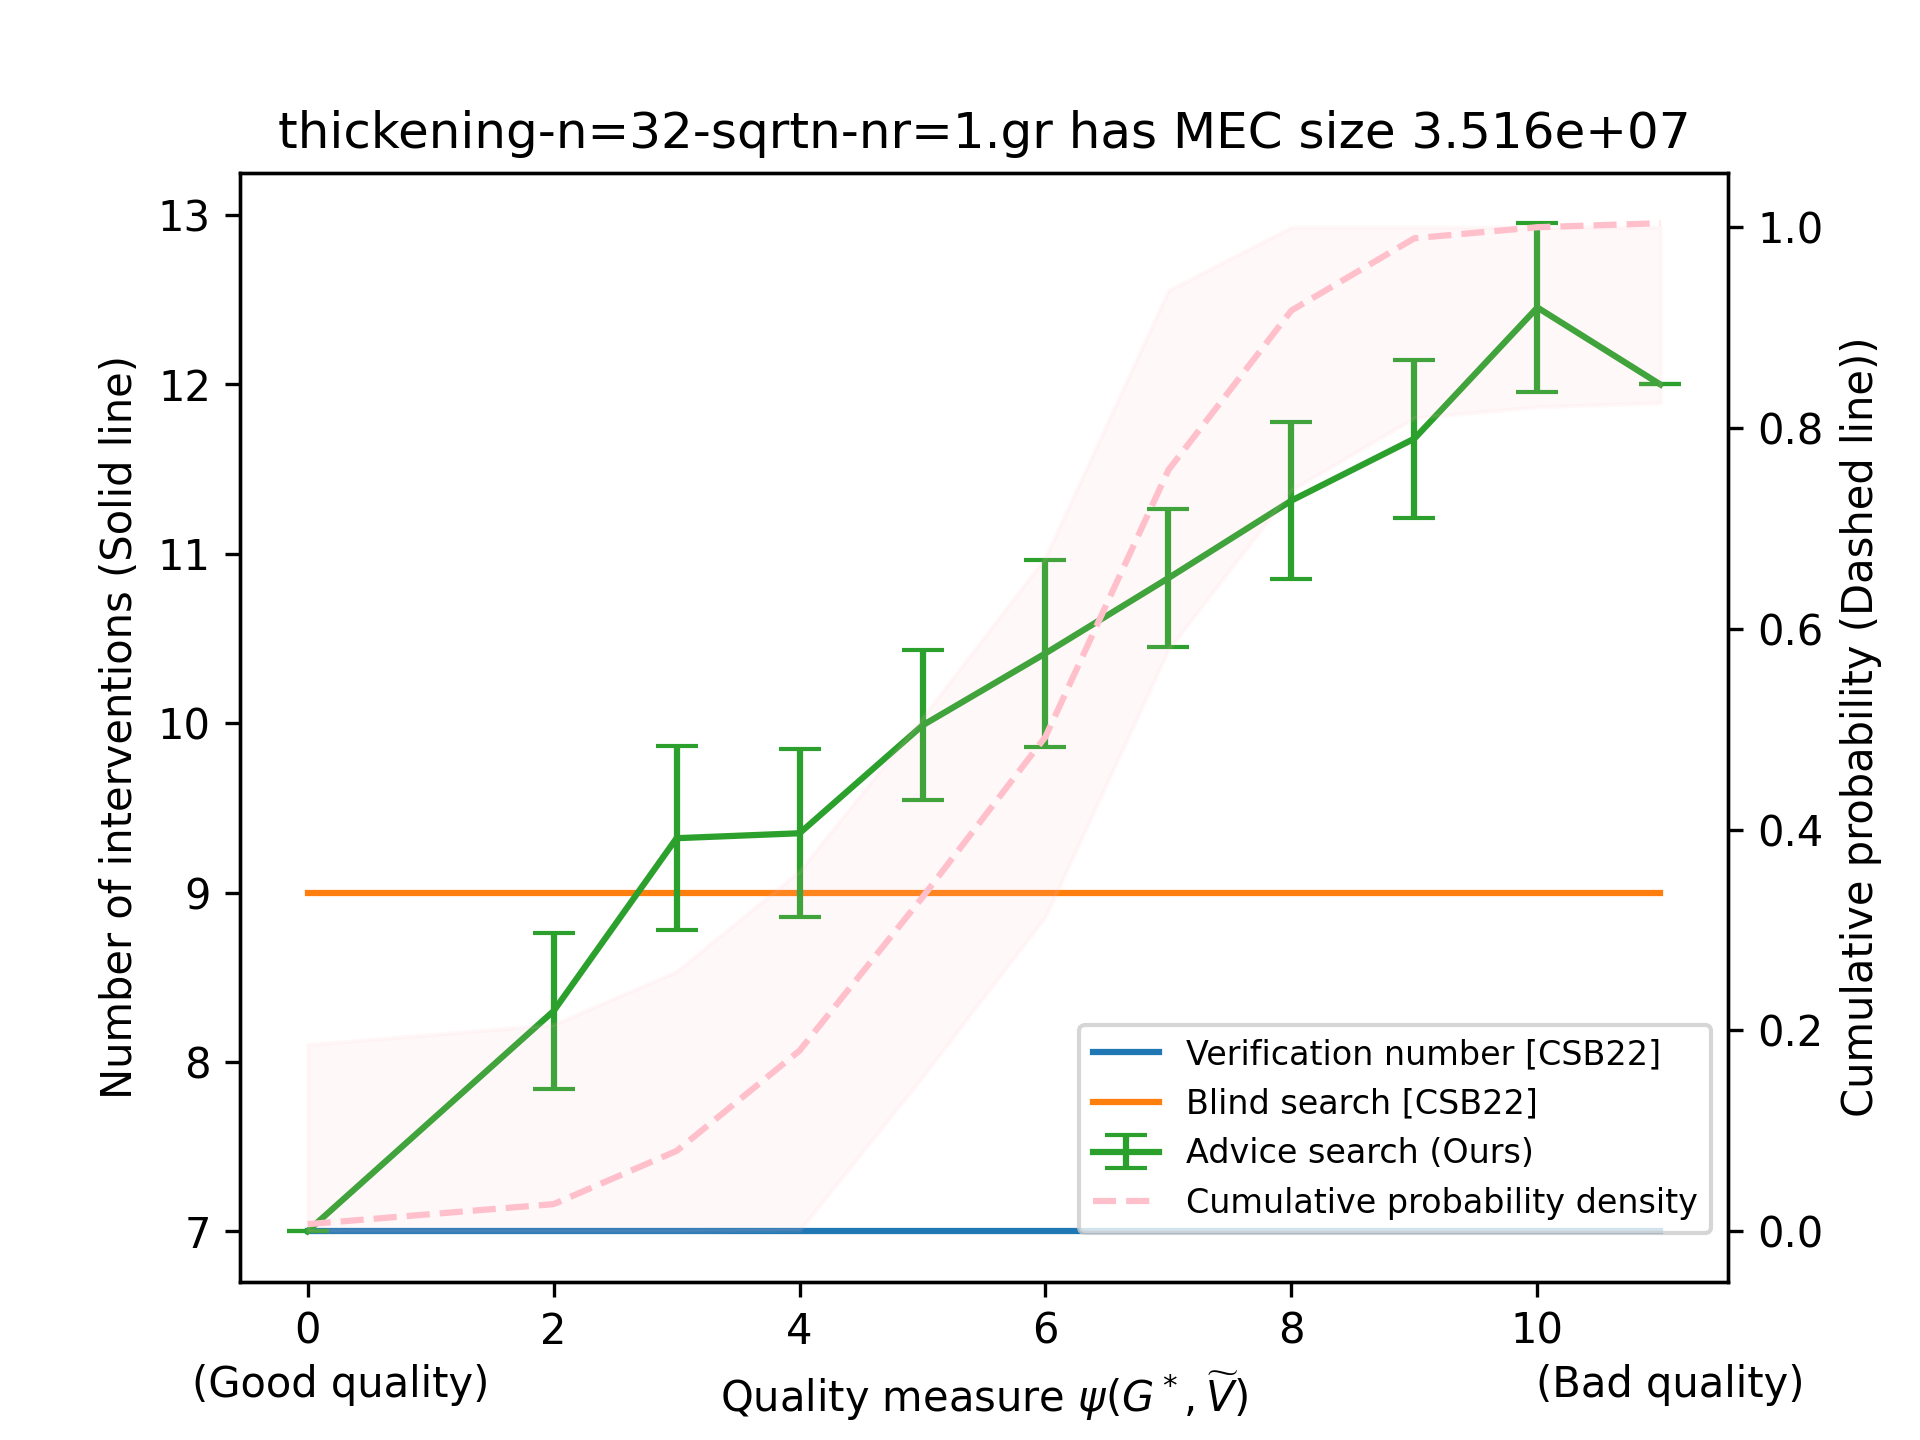 thickening-n=32-sqrtn-nr=1.gr has MEC size 3.516e+07
Number of interventions (Solid line)
13
12
11
10
9
8
7
1.0
0.8
0.6
0.4
0.2
0.0
Cumulative probability (Dashed line))
Verification number [CSB22]
Blind search [CSB22]
Advice search (Ours)
Cumulative probability density
0 2 4 6 8 10
(Good quality) (Bad quality)
Quality measure ψ(G*, Ṽ)